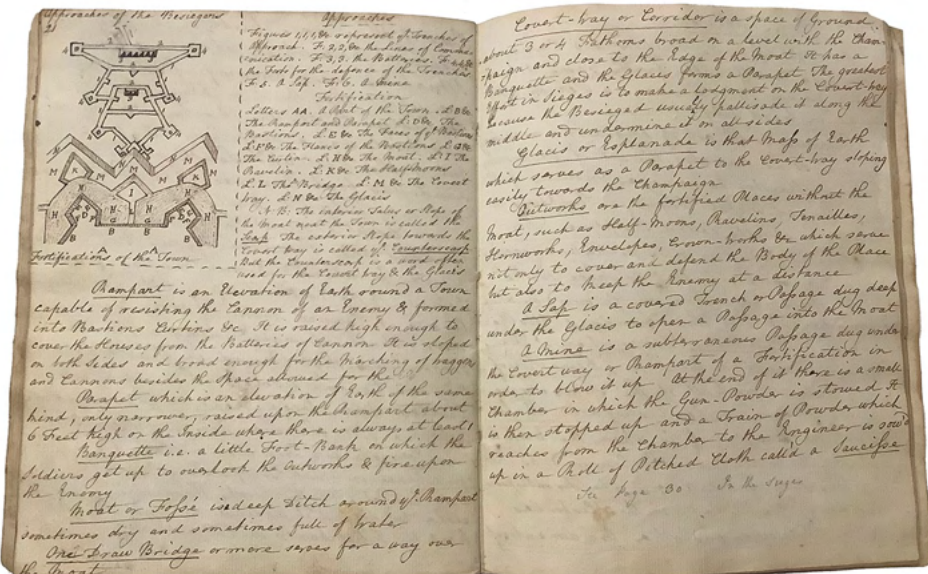 Approaches of the Besiegers
Approaches
Figures 1,1,1,&c represent ye Trenches of
Approach. F. 2,2, &c the Lines of Commu-
nication. F. 3,3. the Batteries. F. 4,4 &c
the Forts for the defence of the Trenches
F. 5. a Sap. F. 6. a Mine
Fortification
Letters AA. a Part of the Town. L. B &c
The Rampart and Parapet L. D &c. The
Bastions. L. E &c the Faces of ye Bastions
L: F &c The Flancs of the Bastions L. G &c
The Curtin. L. H &c The Moat. L. I The
Ravelin. L. K &c The Halfmoons
L: L The Bridge. L: M &c The Covert
Way. L: N &c The Glacis
N B: The interior Talus or Slope of
the Moat next the Town is called the
Scarp. The exterior Slope towards the
Covert Way is called ye Counterscarp
But the Counterscarp is a word often
used for the Covert Way & the Glacis
Fortifications of the Town
Rampart is an Elevation of Earth round a Town
capable of resisting the Cannon of an Enemy & formed
into Bastions Curtins &c. It is raised high enough to
cover the Houses from the Batteries of Cannon It is sloped
on both Sides and broad enough for the Marching of
and Cannons besides the Space allowed for the
Parapet which is an elevation of Earth of the same
kind, only narrower, raised upon the Rampart about
6 Feet high on the Inside where there is always at least 1
Banquette i.e. a little Foot-Bank on which the
Soldiers get up to overlook the Outworks & fire upon
the Enemy
Moat or Fossé is a deep Ditch around ye Rampart
sometimes dry and sometimes full of Water
One Draw Bridge or more serves for a way over
the Moat
Covert-Way or Corridor is a space of Ground
about 3 or 4 Fathoms broad on a level with the Cham-
paign and close to the Edge of the Moat It has a
Banquette and the Glacis forms a Parapet The greatest
Effort in Sieges is to make a Lodgment on the Covert-way
because the Besieged usualy pallisade it along the
middle and undermine it on all sides
Glacis or Esplanade is that Mass of Earth
which serves as a Parapet to the Covert-way sloping
easily towards the Champaign
Outworks are the fortified Places without the
Moat, such as Half-Moons, Ravelins, Tenailles,
Hornworks, Envelopes, Crown-Works &c which serve
not only to cover and defend the Body of the Place
but also to keep the Enemy at a distance
A Sap is a covered Trench or Passage dug deep
under the Glacis to open a Passage into the Moat
A Mine is a subterraneous Passage dug under
the Covert way or Rampart of a Fortification in
order to blow it up. At the end of it there is a small
Chamber in which the Gun-Powder is stowed It
is then stopped up and a Train of Powder which
reaches from the Chamber to the Engineer is sow'd
up in a Roll of Pitched Cloth call'd a Saucisse
See Page 30 In the Sieges